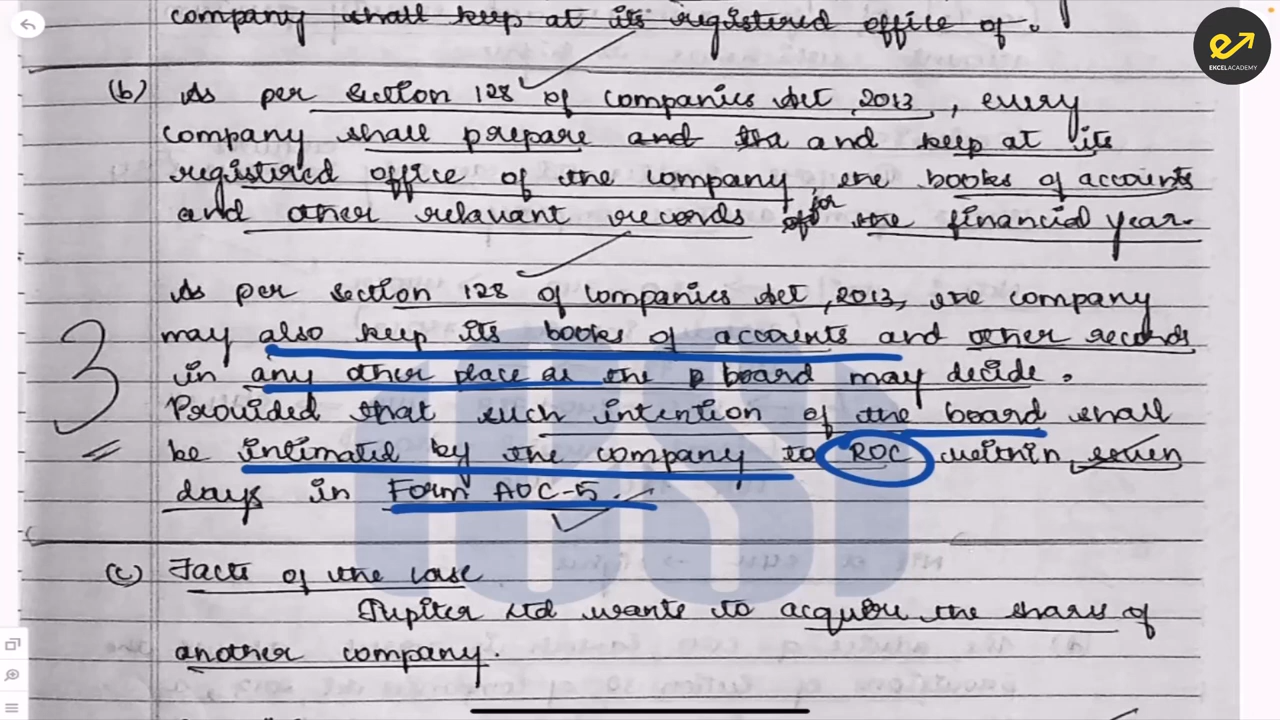 company shall keep at its registered office of.
EXCELACADEMY
(b) As per section 128 of companies Act, 2013, every
company shall prepare and tha and keep at its
registired office of the company, the books of accounts
and other relavant records of for the financial year.
As per section 128 of companies Act, 2013, the company
may also keep its books of accounts and other records
in any other place as the p board may decide.
3
Provided that such intention of the board shall
be intimated by the company to ROC within seven
days in Form AOC-5.
ICSI
(c) Facts of the case
Jupiter Ltd wants to acquire the shares of
another company.